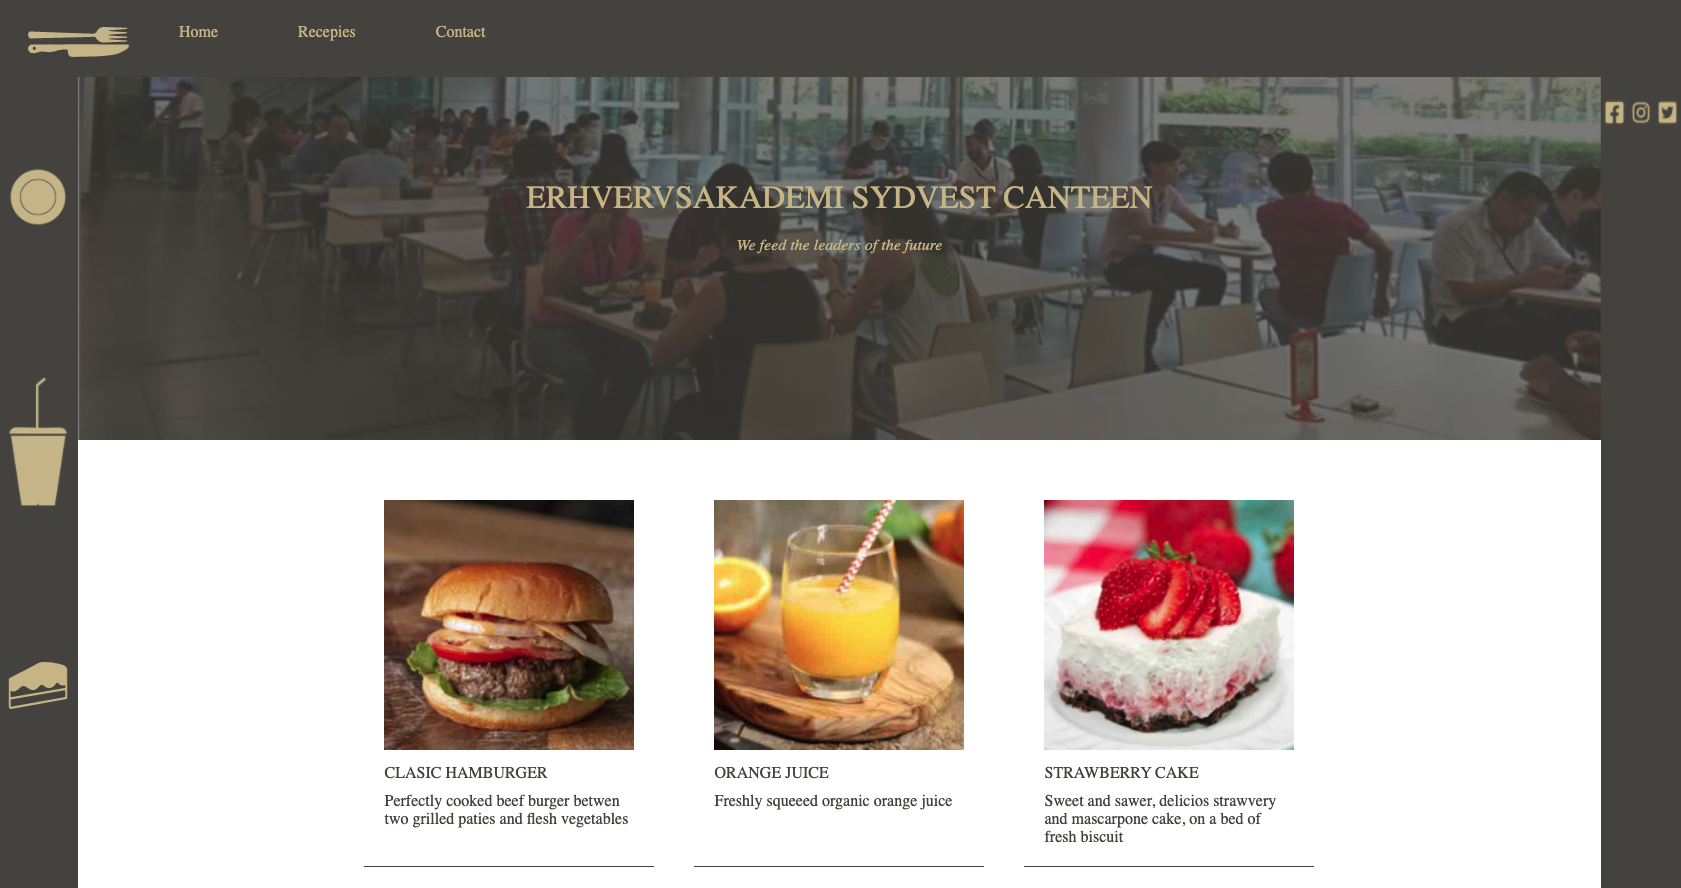 Home
Recepies
Contact
ERHVERVSAKADEMI SYDVEST CANTEEN
We feed the leaders of the future
CLASIC HAMBURGER
Perfectly cooked beef burger betwen
two grilled paties and flesh vegetables
ORANGE JUICE
Freshly squeeed organic orange juice
STRAWBERRY CAKE
Sweet and sawer, delicios strawvery
and mascarpone cake, on a bed of
fresh biscuit